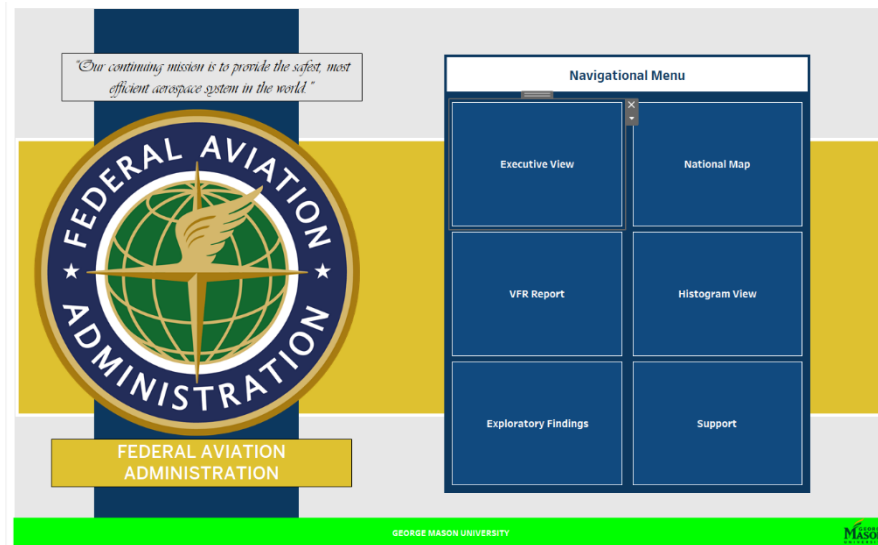 "Our continuing mission is to provide the safest, most
efficient aerospace system in the world."
FEDERAL AVIATION
ADMINISTRATION
FEDERAL AVIATION
ADMINISTRATION
Navigational Menu
Executive View
National Map
VFR Report
Histogram View
Exploratory Findings
Support
GEORGE MASON UNIVERSITY
MASON